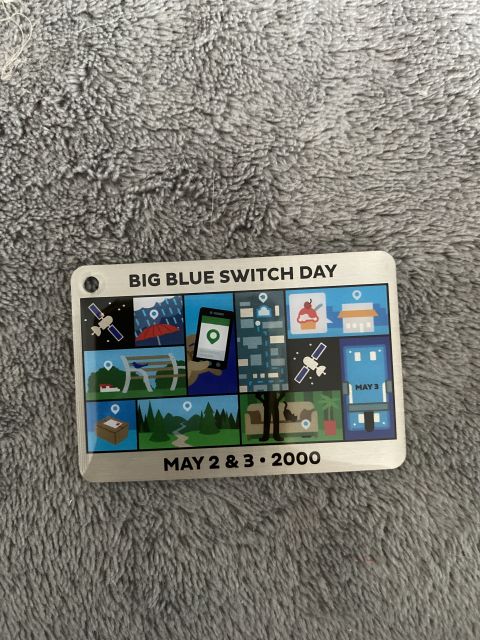 BIG BLUE SWITCH DAY
MAY 3
MAY 2 & 3 • 2000